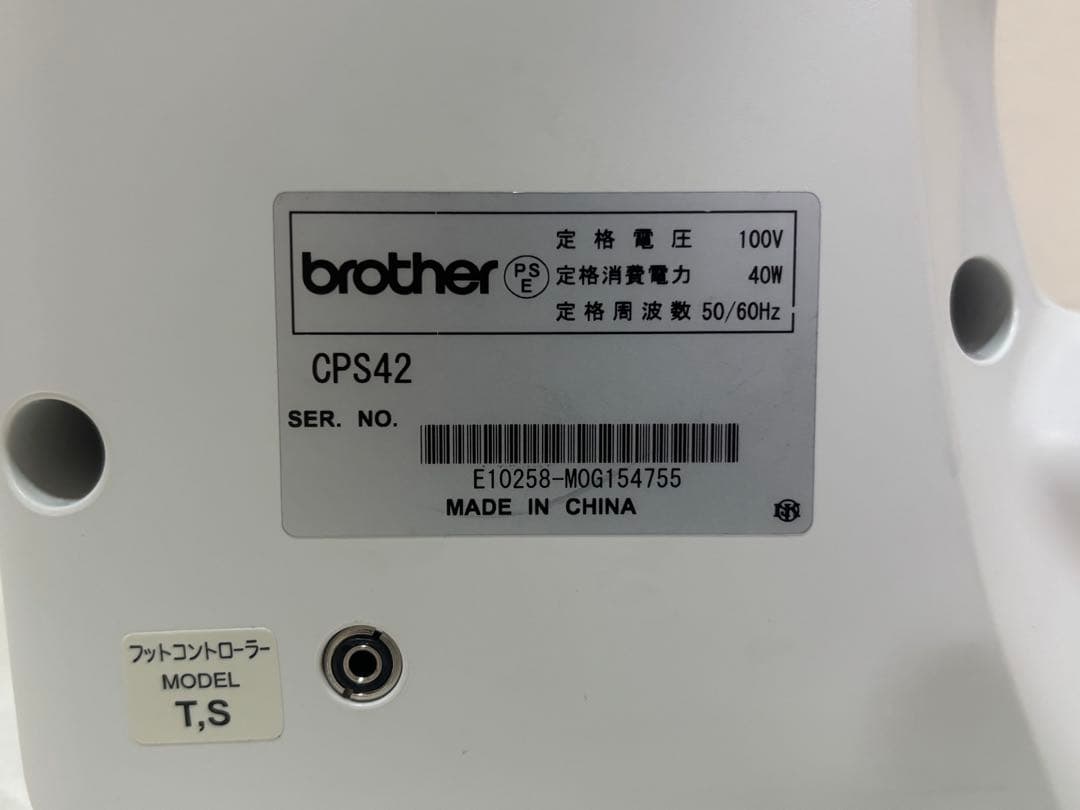 brother
PS
E
定格電圧 100V
定格消費電力 40W
定格周波数 50/60Hz
CPS42
SER. NO.
E10258-M0G154755
MADE IN CHINA
フットコントローラー
MODEL
T,S